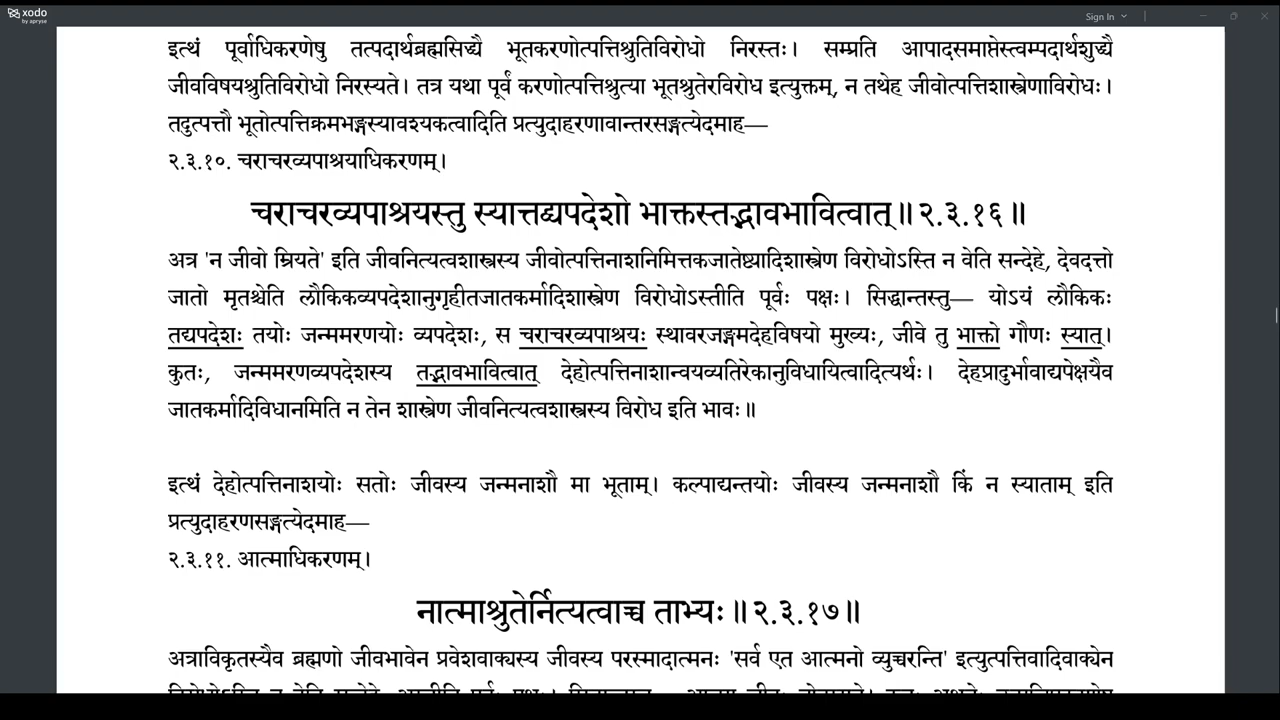 xodo
by apryse
Sign In
इत्थं पूर्वाधिकरणेषु तत्पदार्थब्रह्मसिद्ध्यै भूतकरणोत्पत्तिश्रुतिविरोधो निरस्तः। सम्प्रति आपादसमाप्तेस्त्वम्पदार्थशुद्ध्यै
जीवविषयश्रुतिविरोधो निरस्यते। तत्र यथा पूर्वं करणोत्पत्तिश्रुत्या भूतश्रुतेरविरोध इत्युक्तम्, न तथेह जीवोत्पत्तिशास्त्रेणाविरोधः।
तदुत्पत्तौ भूतोत्पत्तिक्रमभङ्गस्यावश्यकत्वादिति प्रत्युदाहरणावान्तरसङ्गत्येदमाह—
२.३.१०. चराचरव्यपाश्रयाधिकरणम्।
चराचरव्यपाश्रयस्तु स्यात्तद्व्यपदेशो भाक्तस्तद्भावभावित्वात्॥२.३.१६॥
अत्र 'न जीवो म्रियते' इति जीवनित्यत्वशास्त्रस्य जीवोत्पत्तिनाशनिमित्तकजातेष्ट्यादिशास्त्रेण विरोधोऽस्ति न वेति सन्देहे, देवदत्तो
जातो मृतश्चेति लौकिकव्यपदेशानुगृहीतजातकर्मादिशास्त्रेण विरोधोऽस्तीति पूर्वः पक्षः। सिद्धान्तस्तु— योऽयं लौकिकः
तद्व्यपदेशः तयोः जन्ममरणयोः व्यपदेशः, स चराचरव्यपाश्रयः स्थावरजङ्गमदेहविषयो मुख्यः, जीवे तु भाक्तो गौणः स्यात्।
कुतः, जन्ममरणव्यपदेशस्य तद्भावभावित्वात् देहोत्पत्तिनाशान्वयव्यतिरेकानुविधायित्वादित्यर्थः। देहप्रादुर्भावाद्यपेक्षयैव
जातकर्मादिविधानमिति न तेन शास्त्रेण जीवनित्यत्वशास्त्रस्य विरोध इति भावः॥
इत्थं देहोत्पत्तिनाशयोः सतोः जीवस्य जन्मनाशौ मा भूताम्। कल्पाद्यन्तयोः जीवस्य जन्मनाशौ किं न स्याताम् इति
प्रत्युदाहरणसङ्गत्येदमाह—
२.३.११. आत्माधिकरणम्।
नात्माश्रुतेर्नित्यत्वाच्च ताभ्यः॥२.३.१७॥
अत्राविकृतस्यैव ब्रह्मणो जीवभावेन प्रवेशवाक्यस्य जीवस्य परस्मादात्मनः 'सर्व एत आत्मनो व्युच्चरन्ति' इत्युत्पत्तिवादिवाक्येन